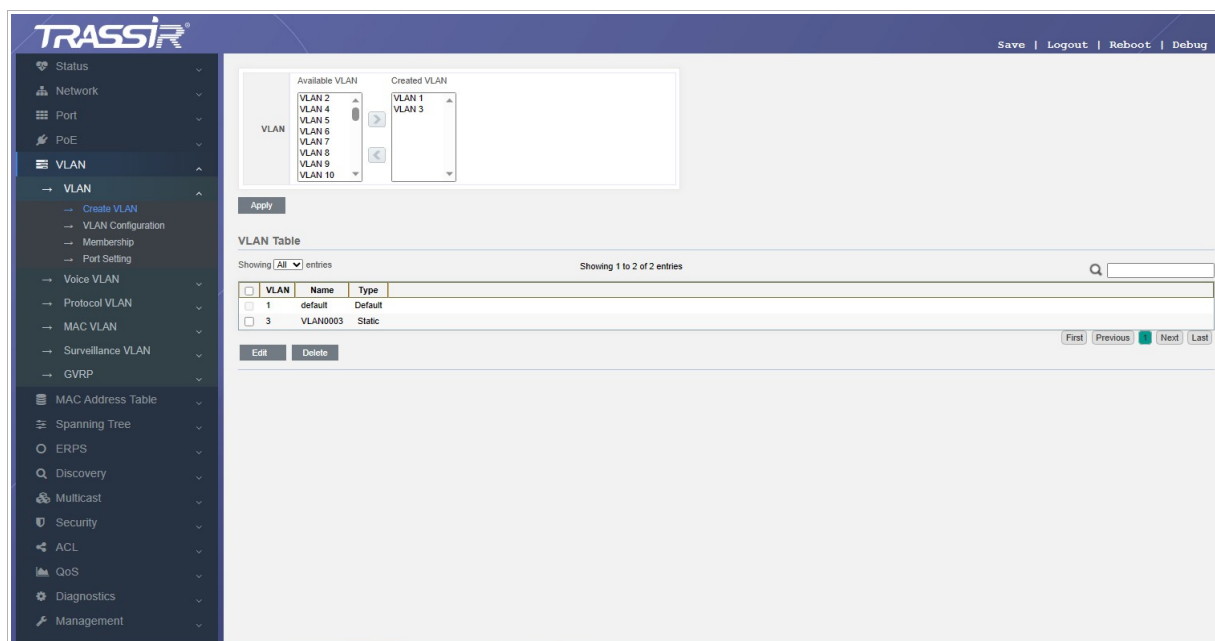 TRASSIR®
Save | Logout | Reboot | Debug
Status
Network
Port
PoE
VLAN
→ VLAN
→ Create VLAN
→ VLAN Configuration
→ Membership
→ Port Setting
→ Voice VLAN
→ Protocol VLAN
→ MAC VLAN
→ Surveillance VLAN
→ GVRP
MAC Address Table
Spanning Tree
ERPS
Discovery
Multicast
Security
ACL
QoS
Diagnostics
Management
Available VLAN Created VLAN
VLAN
VLAN 2
VLAN 4
VLAN 5
VLAN 6
VLAN 7
VLAN 8
VLAN 9
VLAN 10
VLAN 1
VLAN 3
Apply
VLAN Table
Showing All entries Showing 1 to 2 of 2 entries
VLAN Name Type
1 default Default
3 VLAN0003 Static
First Previous 1 Next Last
Edit Delete